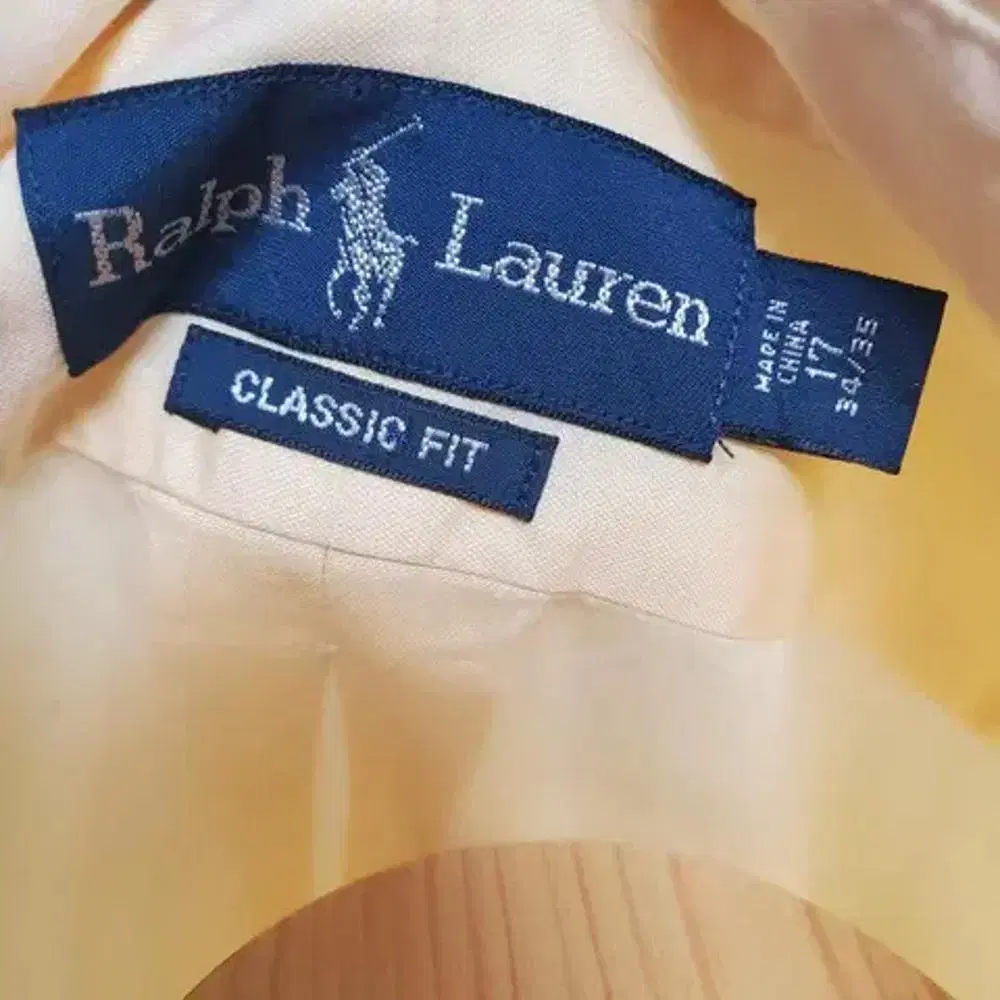 Ralph Lauren
CLASSIC FIT
MADE IN
CHINA
17
34/35